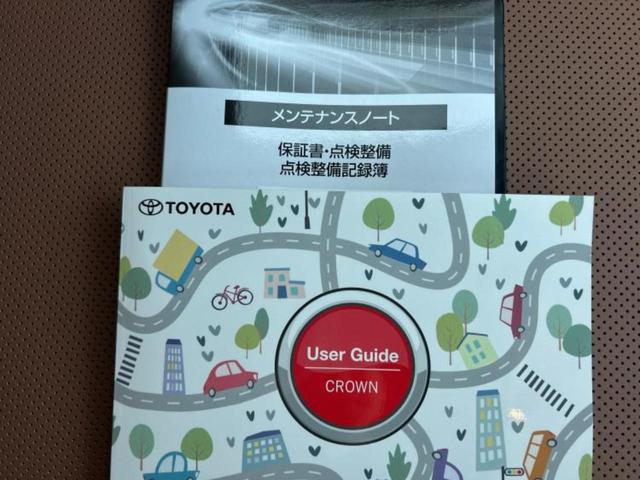 メンテナンスノート
保証書・点検整備
点検整備記録簿
TOYOTA
User Guide
CROWN